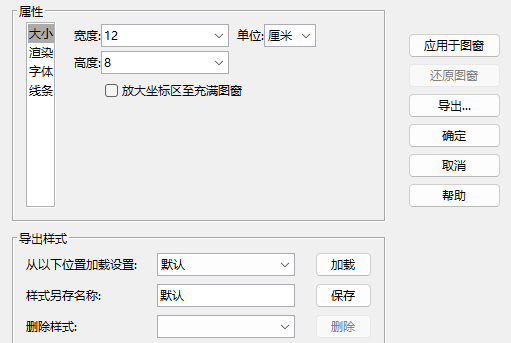 属性
大小
渲染
字体
线条
宽度: 12
单位: 厘米
高度: 8
放大坐标区至充满图窗
应用于图窗
还原图窗
导出...
确定
取消
帮助
导出样式
从以下位置加载设置: 默认 加载
样式另存名称: 默认 保存
删除样式: 删除